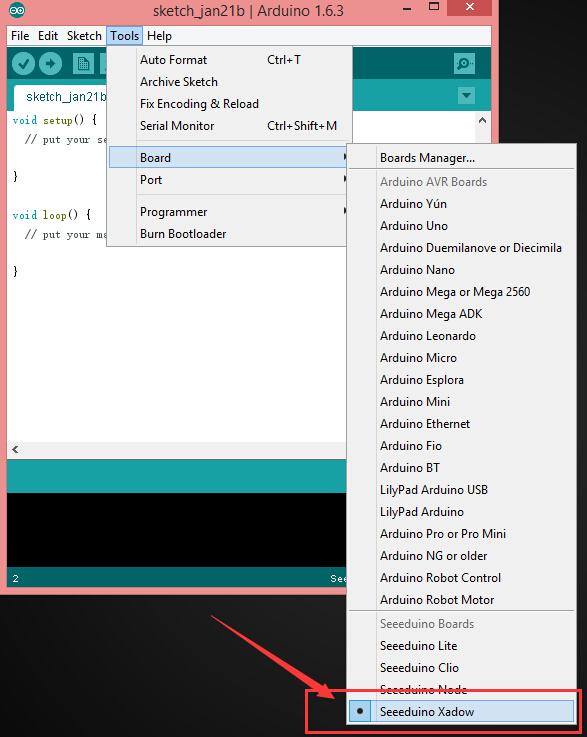 sketch_jan21b | Arduino 1.6.3
File Edit Sketch Tools Help
sketch_jan21b
void setup() {
// put your se
}
void loop() {
// put your ma
}
2
See
Auto Format Ctrl+T
Archive Sketch
Fix Encoding & Reload
Serial Monitor Ctrl+Shift+M
Board
Port
Programmer
Burn Bootloader
Boards Manager...
Arduino AVR Boards
Arduino Yún
Arduino Uno
Arduino Duemilanove or Diecimila
Arduino Nano
Arduino Mega or Mega 2560
Arduino Mega ADK
Arduino Leonardo
Arduino Micro
Arduino Esplora
Arduino Mini
Arduino Ethernet
Arduino Fio
Arduino BT
LilyPad Arduino USB
LilyPad Arduino
Arduino Pro or Pro Mini
Arduino NG or older
Arduino Robot Control
Arduino Robot Motor
Seeeduino Boards
Seeeduino Lite
Seeeduino Clio
Seeeduino Node
Seeeduino Xadow